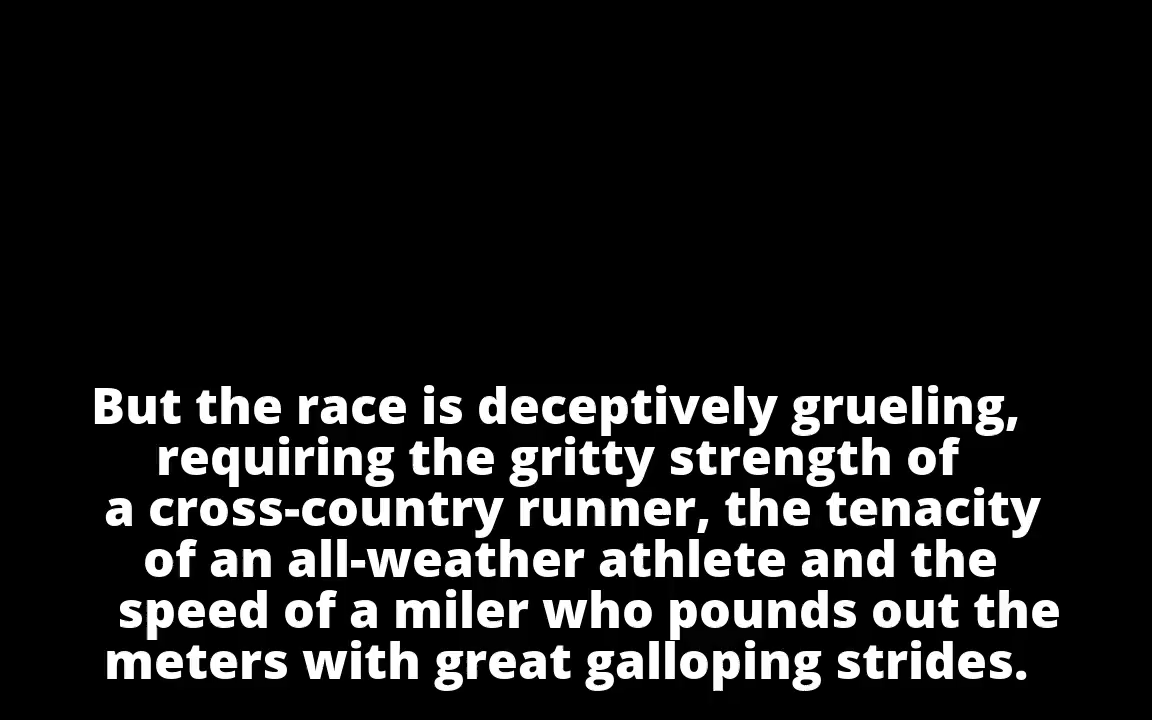 But the race is deceptively grueling,
requiring the gritty strength of
a cross-country runner, the tenacity
of an all-weather athlete and the
speed of a miler who pounds out the
meters with great galloping strides.